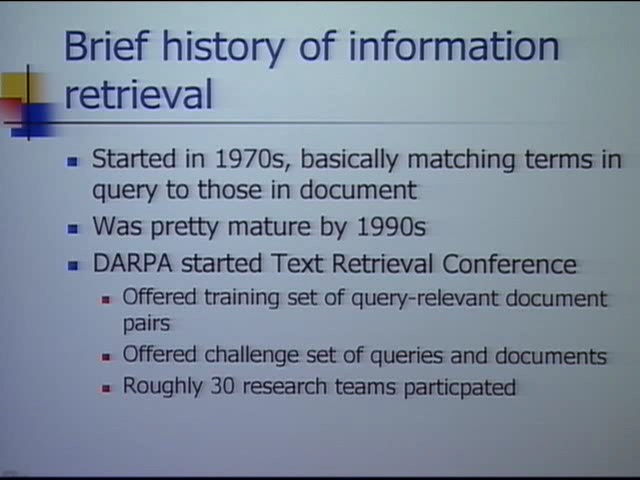 Brief history of information
retrieval
Started in 1970s, basically matching terms in
query to those in document
Was pretty mature by 1990s
DARPA started Text Retrieval Conference
Offered training set of query-relevant document
pairs
Offered challenge set of queries and documents
Roughly 30 research teams particpated